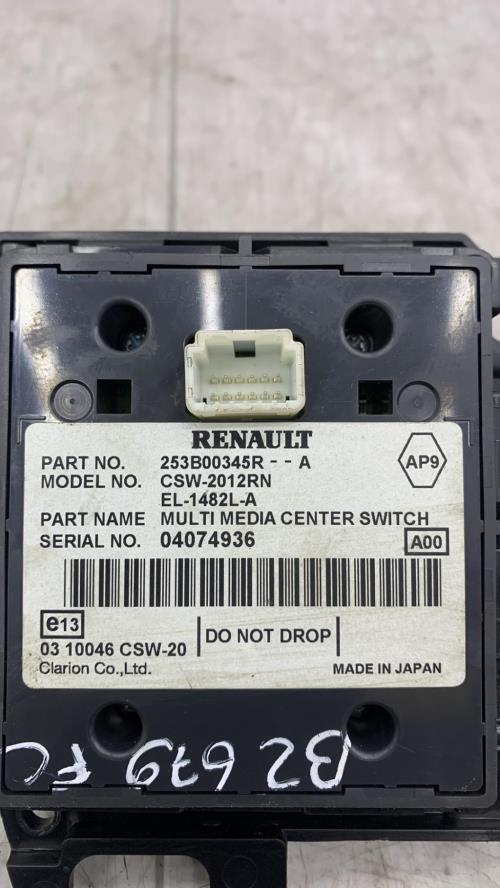 RENAULT
PART NO. 253B00345R - - A
MODEL NO. CSW-2012RN
EL-1482L-A
AP9
PART NAME MULTI MEDIA CENTER SWITCH
SERIAL NO. 04074936
A00
e13
03 10046 CSW-20
DO NOT DROP
Clarion Co.,Ltd.
MADE IN JAPAN
B2 679 FC